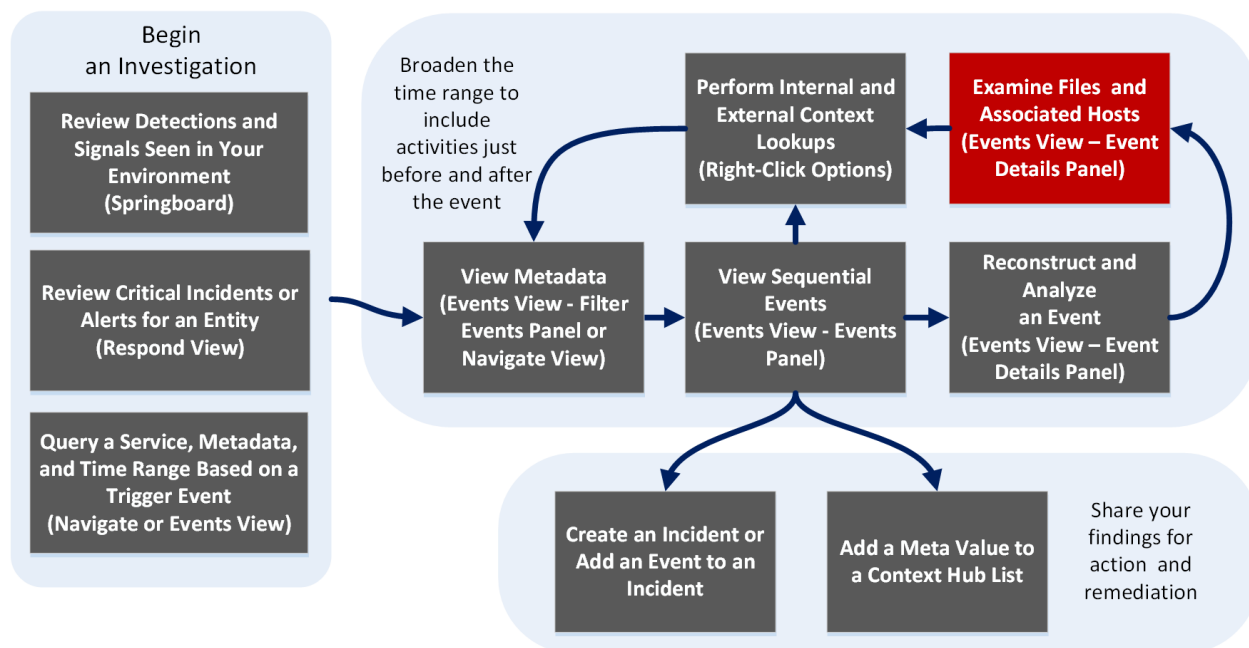 Begin
an Investigation
Review Detections and
Signals Seen in Your
Environment
(Springboard)
Review Critical Incidents or
Alerts for an Entity
(Respond View)
Query a Service, Metadata,
and Time Range Based on a
Trigger Event
(Navigate or Events View)
Broaden the
time range to
include
activities just
before and after
the event
Perform Internal and
External Context
Lookups
(Right-Click Options)
Examine Files and
Associated Hosts
(Events View – Event
Details Panel)
View Metadata
(Events View - Filter
Events Panel or
Navigate View)
View Sequential
Events
(Events View - Events
Panel)
Reconstruct and
Analyze
an Event
(Events View – Event
Details Panel)
Create an Incident or
Add an Event to an
Incident
Add a Meta Value to
a Context Hub List
Share your
findings for
action and
remediation